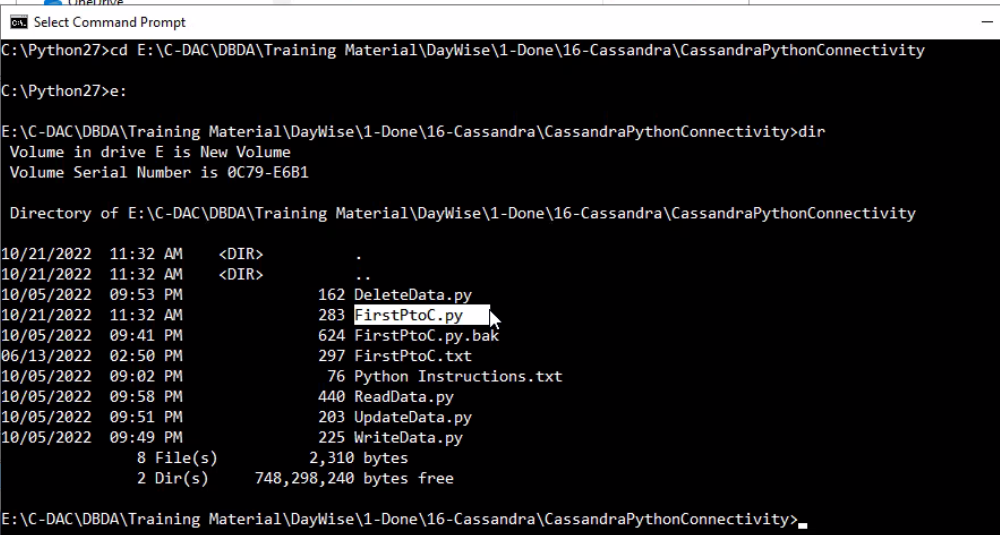 OneDrive
Select Command Prompt
C:\Python27>cd E:\C-DAC\DBDA\Training Material\DayWise\1-Done\16-Cassandra\CassandraPythonConnectivity
C:\Python27>e:
E:\C-DAC\DBDA\Training Material\DayWise\1-Done\16-Cassandra\CassandraPythonConnectivity>dir
Volume in drive E is New Volume
Volume Serial Number is 0C79-E6B1
Directory of E:\C-DAC\DBDA\Training Material\DayWise\1-Done\16-Cassandra\CassandraPythonConnectivity
10/21/2022  11:32 AM    <DIR>          .
10/21/2022  11:32 AM    <DIR>          ..
10/05/2022  09:53 PM               162 DeleteData.py
10/21/2022  11:32 AM               283 FirstPtoC.py
10/05/2022  09:41 PM               624 FirstPtoC.py.bak
06/13/2022  02:50 PM               297 FirstPtoC.txt
10/05/2022  09:02 PM                76 Python Instructions.txt
10/05/2022  09:58 PM               440 ReadData.py
10/05/2022  09:51 PM               203 UpdateData.py
10/05/2022  09:49 PM               225 WriteData.py
8 File(s)          2,310 bytes
2 Dir(s)     748,298,240 bytes free
E:\C-DAC\DBDA\Training Material\DayWise\1-Done\16-Cassandra\CassandraPythonConnectivity>